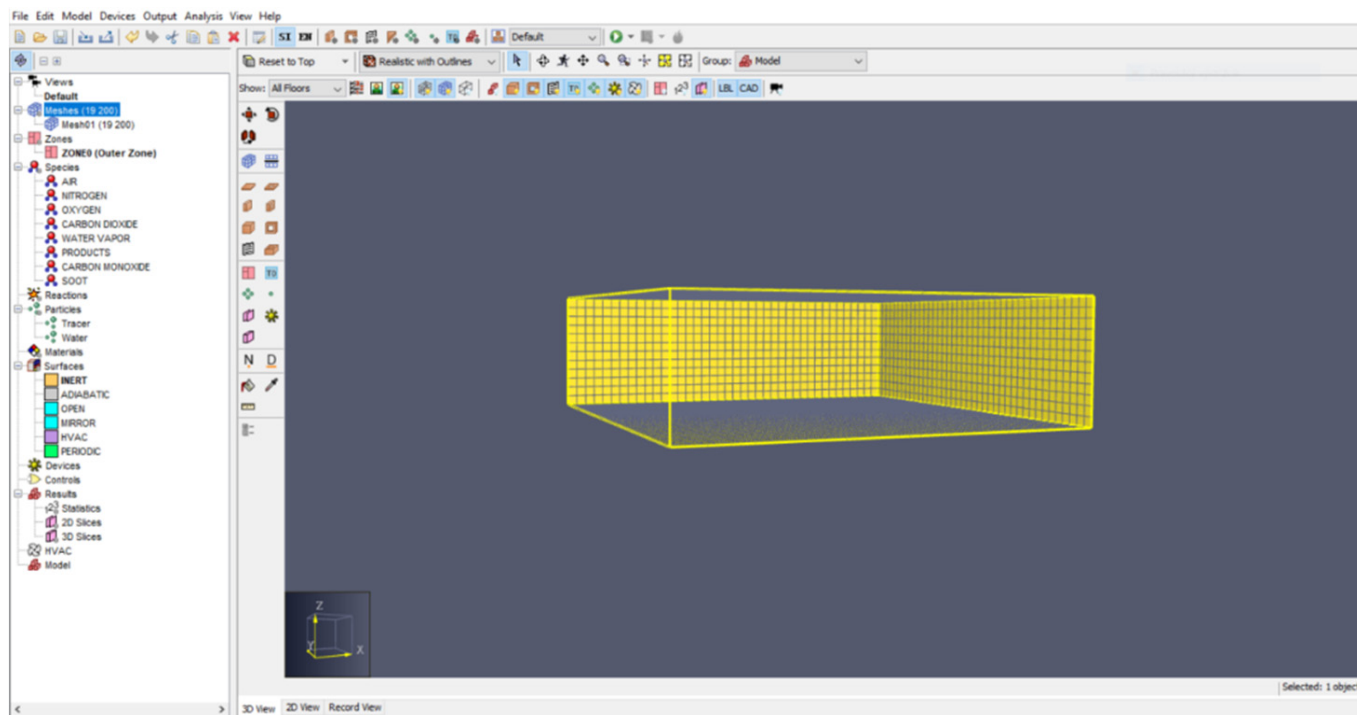 File Edit Model Devices Output Analysis View Help
SI EN Default
Reset to Top Realistic with Outlines Group: Model
Show: All Floors LBL CAD
Views
Default
Meshes (19 200)
Mesh01 (19 200)
Zones
ZONE0 (Outer Zone)
Species
AIR
NITROGEN
OXYGEN
CARBON DIOXIDE
WATER VAPOR
PRODUCTS
CARBON MONOXIDE
SOOT
Reactions
Particles
Tracer
Water
Materials
Surfaces
INERT
ADIABATIC
OPEN
MIRROR
HVAC
PERIODIC
Devices
Controls
Results
Statistics
2D Slices
3D Slices
HVAC
Model
N D
Z
Y
X
Selected: 1 object
3D View 2D View Record View